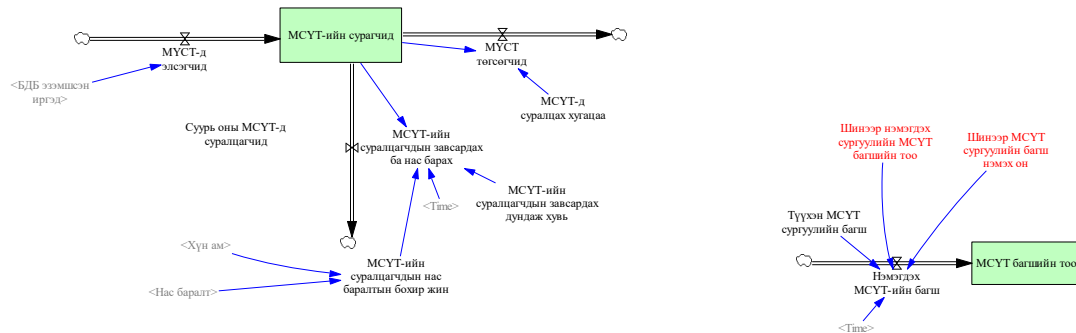 МСҮТ-ийн сурагчид
МҮСТ-д
элсэгчид
МҮСТ
төгсөгчид
<БДБ эзэмшсэн
иргэд>
МСҮТ-д
суралцах хугацаа
Суурь оны МСҮТ-д
суралцагчид
МСҮТ-ийн
суралцагчдын завсардах
ба нас барах
МСҮТ-ийн
суралцагчдын завсардах
дундаж хувь
<Time>
<Хүн ам>
МСҮТ-ийн
суралцагчдын нас
баралтын бохир жин
<Нас баралт>
Шинээр нэмэгдэх
сургуулийн МСҮТ
багшийн тоо
Шинээр МСҮТ
сургуулийн багш
нэмэх он
Түүхэн МСҮТ
сургуулийн багш
МСҮТ багшийн тоо
Нэмэгдэх
МСҮТ-ийн багш
<Time>